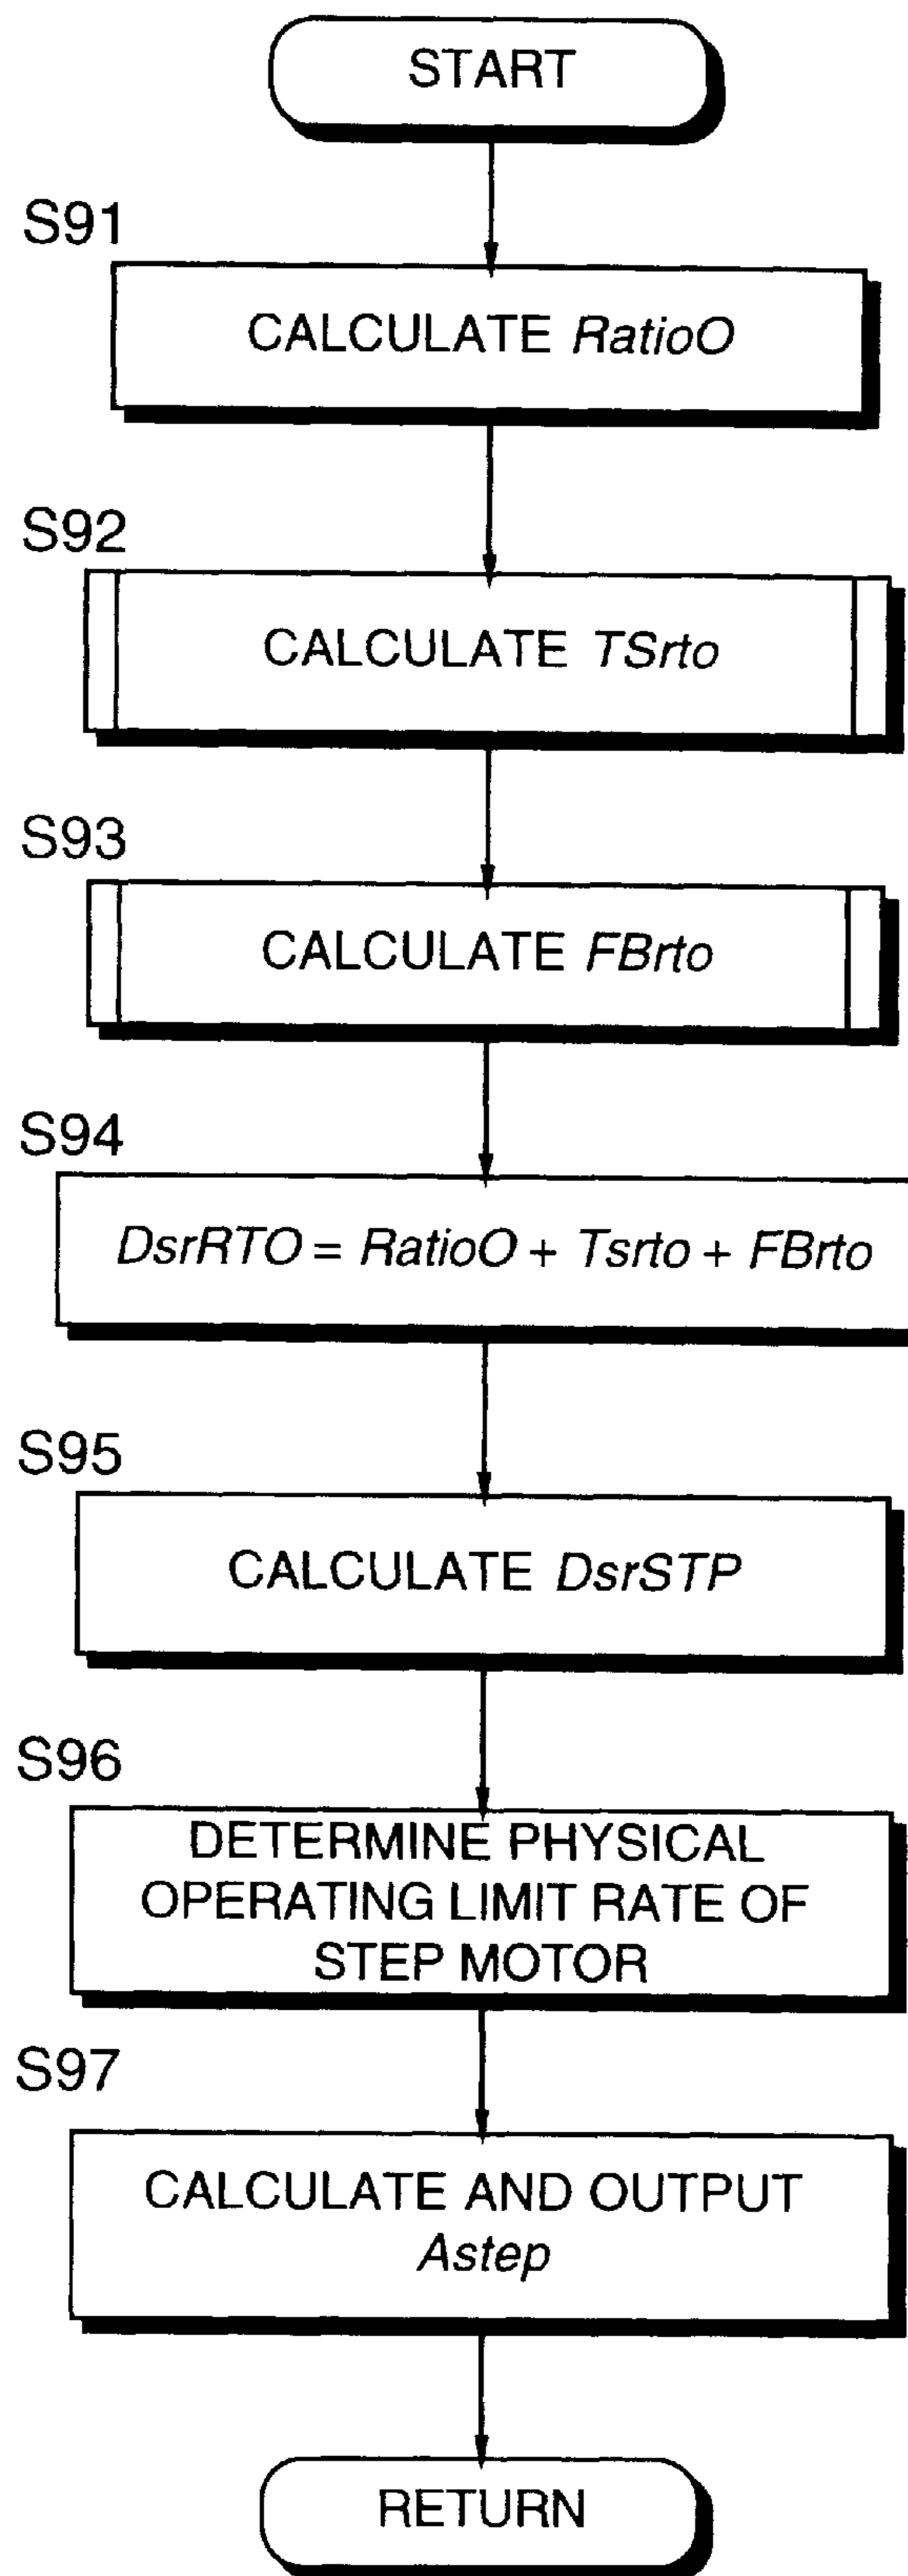 START
S91
CALCULATE RatioO
S92
CALCULATE TSrto
S93
CALCULATE FBrto
S94
DsrRTO = RatioO + Tsrto + FBrto
S95
CALCULATE DsrSTP
S96
DETERMINE PHYSICAL
OPERATING LIMIT RATE OF
STEP MOTOR
S97
CALCULATE AND OUTPUT
Astep
RETURN